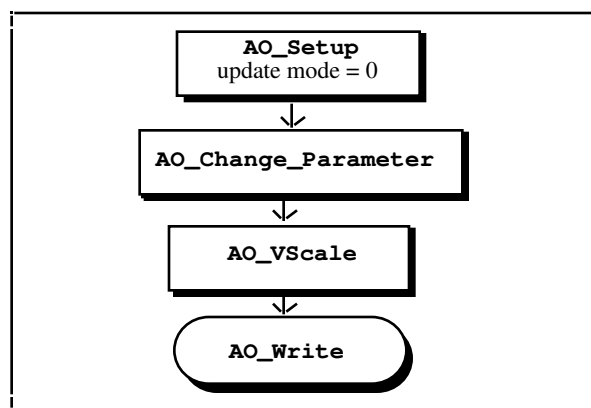 AO_Setup
update mode = 0
AO_Change_Parameter
AO_VScale
AO_Write